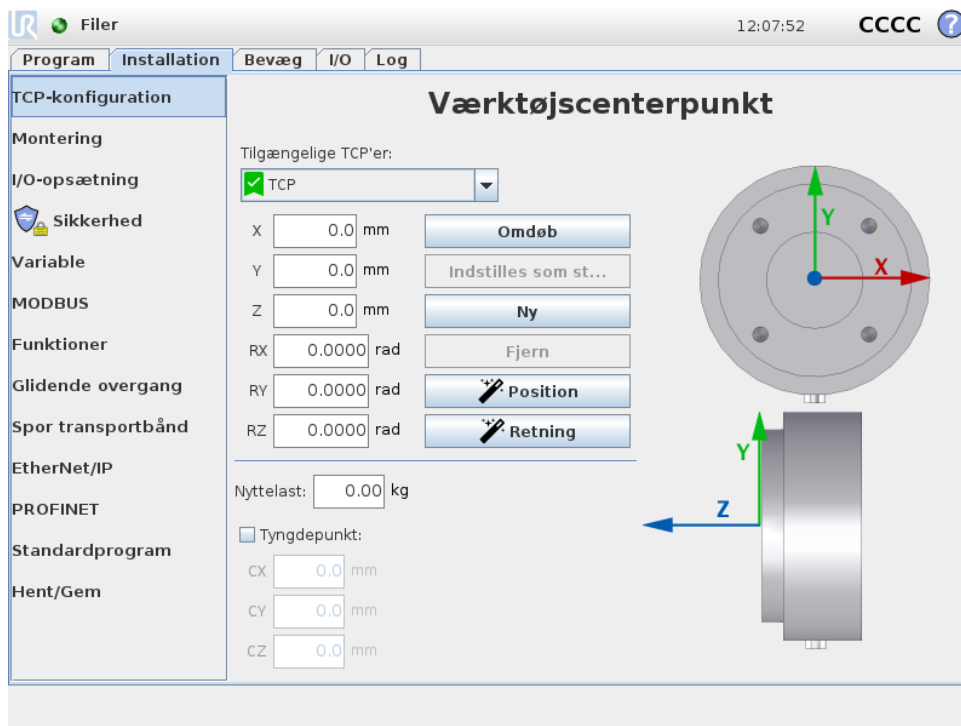 UR Filer 12:07:52 CCCC ?
Program Installation Bevæg I/O Log
TCP-konfiguration
Montering
I/O-opsætning
Sikkerhed
Variable
MODBUS
Funktioner
Glidende overgang
Spor transportbånd
EtherNet/IP
PROFINET
Standardprogram
Hent/Gem
Værktøjscenterpunkt
Tilgængelige TCP'er:
TCP
X 0.0 mm Omdøb
Y 0.0 mm Indstilles som st...
Z 0.0 mm Ny
RX 0.0000 rad Fjern
RY 0.0000 rad Position
RZ 0.0000 rad Retning
Nyttelast: 0.00 kg
Tyngdepunkt:
CX 0.0 mm
CY 0.0 mm
CZ 0.0 mm
Y
X
Y
Z